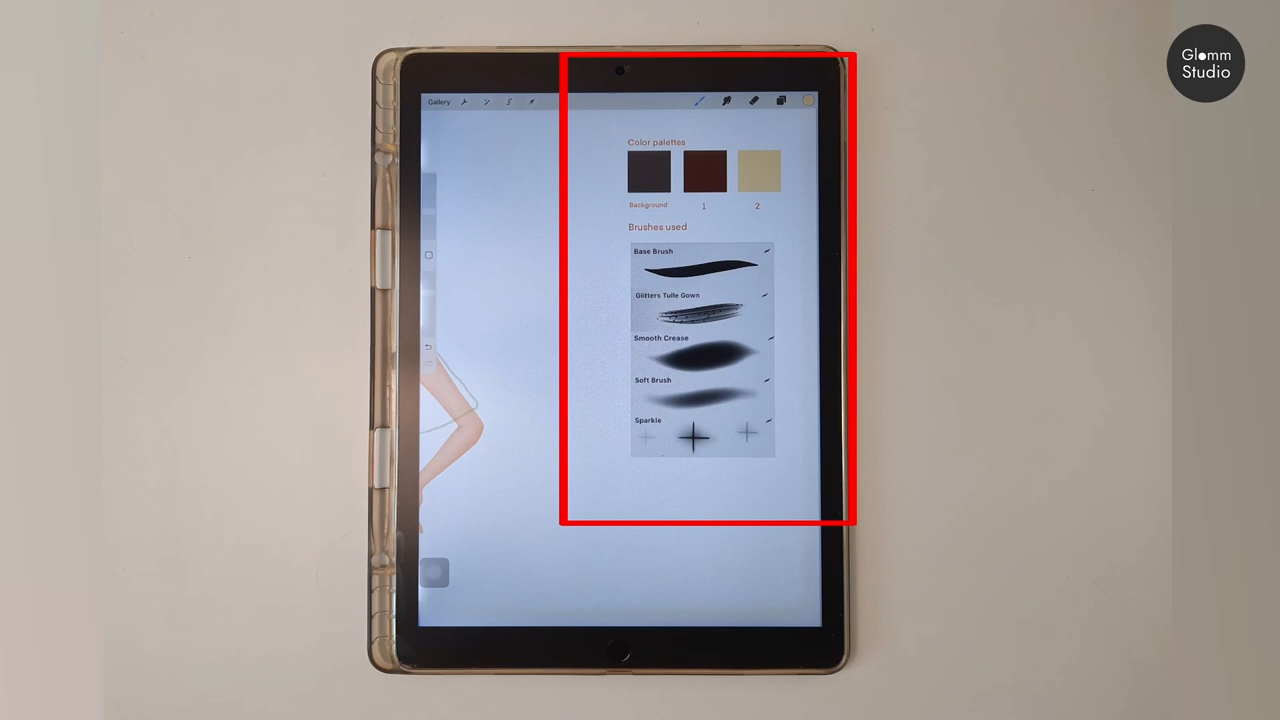 Glomm
Studio
Gallery
Color palettes
Background
1
2
Brushes used
Base Brush
Glitters Tulle Gown
Smooth Crease
Soft Brush
Sparkle